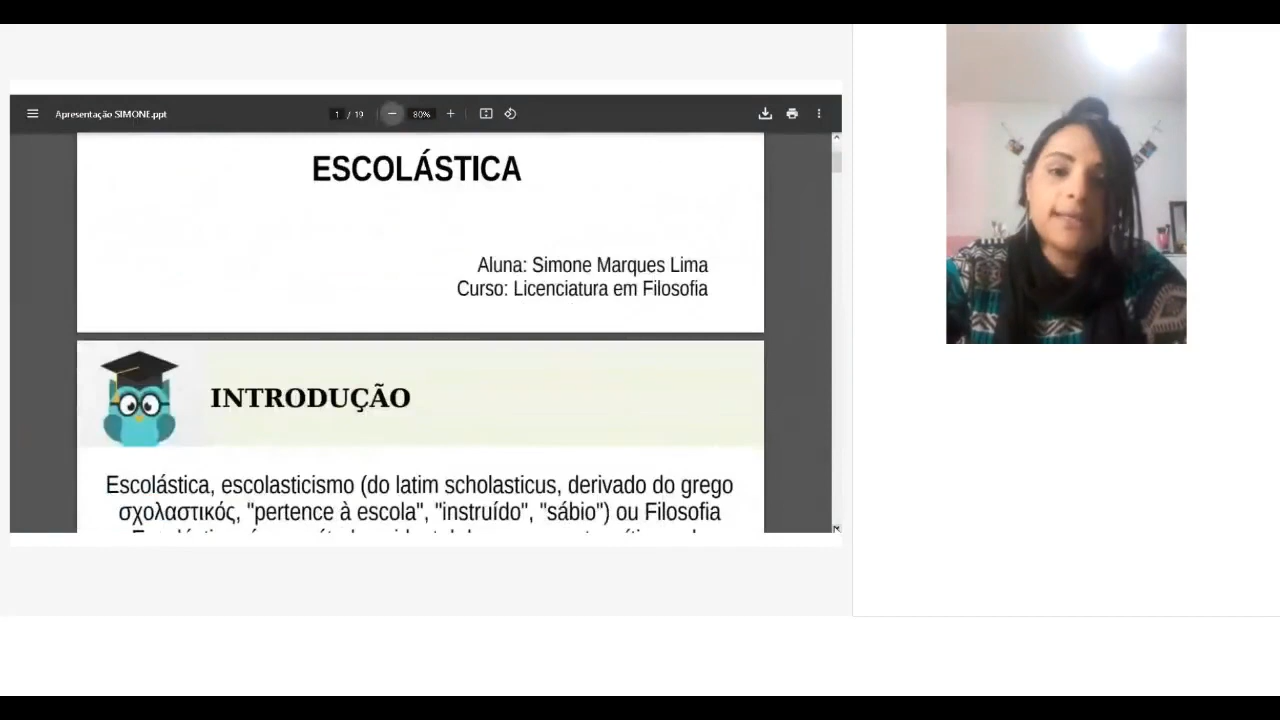 Apresentação SIMONE.ppt
1 / 19
80%
ESCOLÁSTICA
Aluna: Simone Marques Lima
Curso: Licenciatura em Filosofia
INTRODUÇÃO
Escolástica, escolasticismo (do latim scholasticus, derivado do grego
σχολαστικός, "pertence à escola", "instruído", "sábio") ou Filosofia